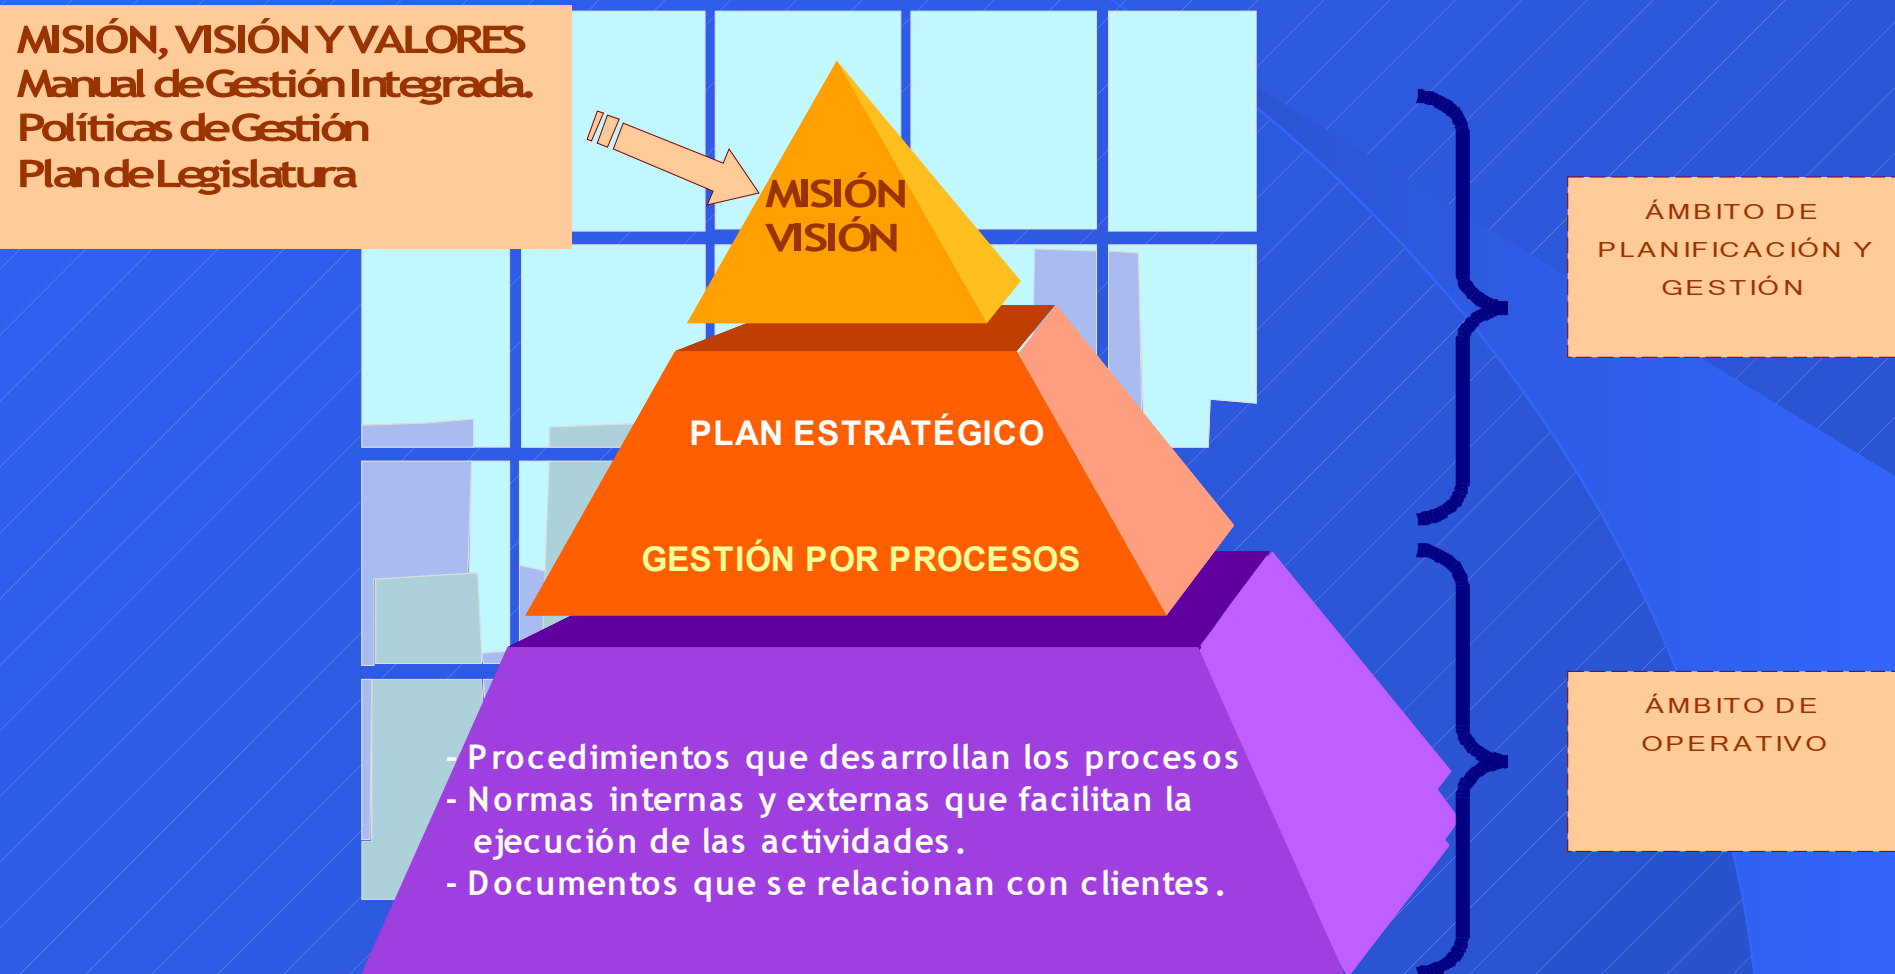 MISIÓN, VISIÓN Y VALORES
Manual de Gestión Integrada.
Políticas de Gestión
Plan de Legislatura
MISIÓN
VISIÓN
PLAN ESTRATÉGICO
GESTIÓN POR PROCESOS
- Procedimientos que desarrollan los procesos
- Normas internas y externas que facilitan la
ejecución de las actividades.
- Documentos que se relacionan con clientes.
ÁMBITO DE
PLANIFICACIÓN Y
GESTIÓN
ÁMBITO DE
OPERATIVO